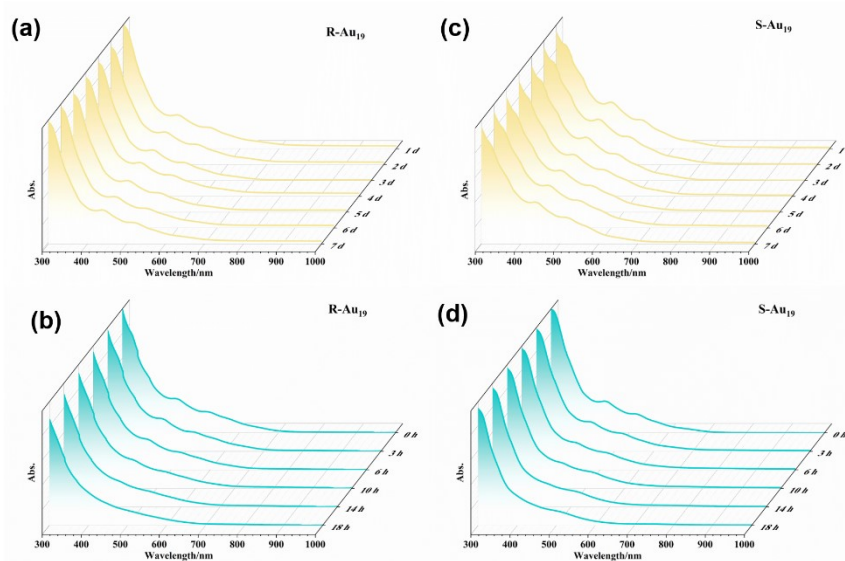 (a)
R-Au19
Abs.
1 d
2 d
3 d
4 d
5 d
6 d
7 d
300 400 500 600 700 800 900 1000
Wavelength/nm
(c)
S-Au19
Abs.
1
2 d
3 d
4 d
5 d
6 d
7 d
300 400 500 600 700 800 900 1000
Wavelength/nm
(b)
R-Au19
Abs.
0 h
3 h
6 h
10 h
14 h
18 h
300 400 500 600 700 800 900 1000
Wavelength/nm
(d)
S-Au19
Abs.
0 h
3 h
6 h
10 h
14 h
18 h
300 400 500 600 700 800 900 1000
Wavelength/nm